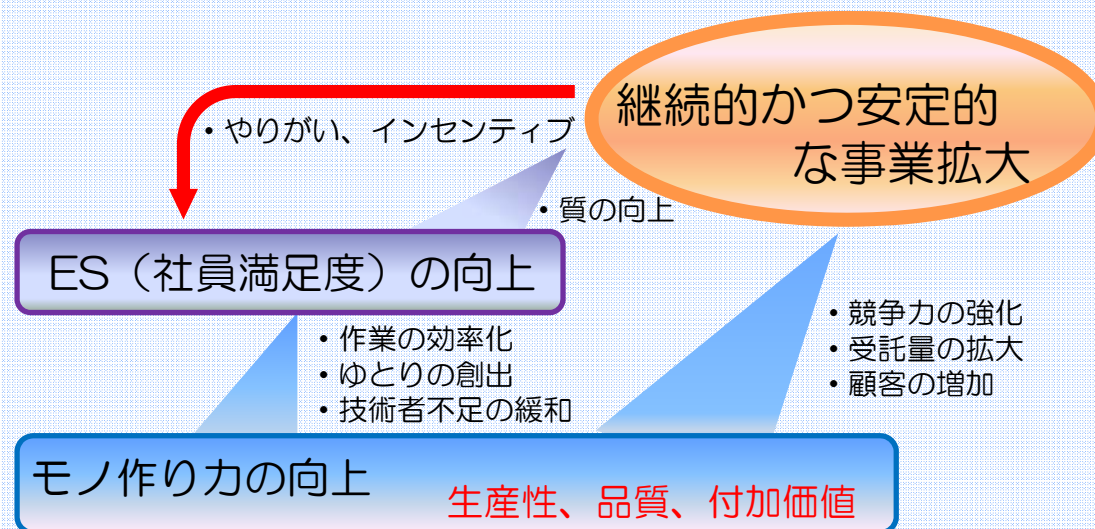 継続的かつ安定的
な事業拡大
・やりがい、インセンティブ
・質の向上
ES（社員満足度）の向上
・作業の効率化
・ゆとりの創出
・技術者不足の緩和
・競争力の強化
・受託量の拡大
・顧客の増加
モノ作り力の向上
生産性、品質、付加価値